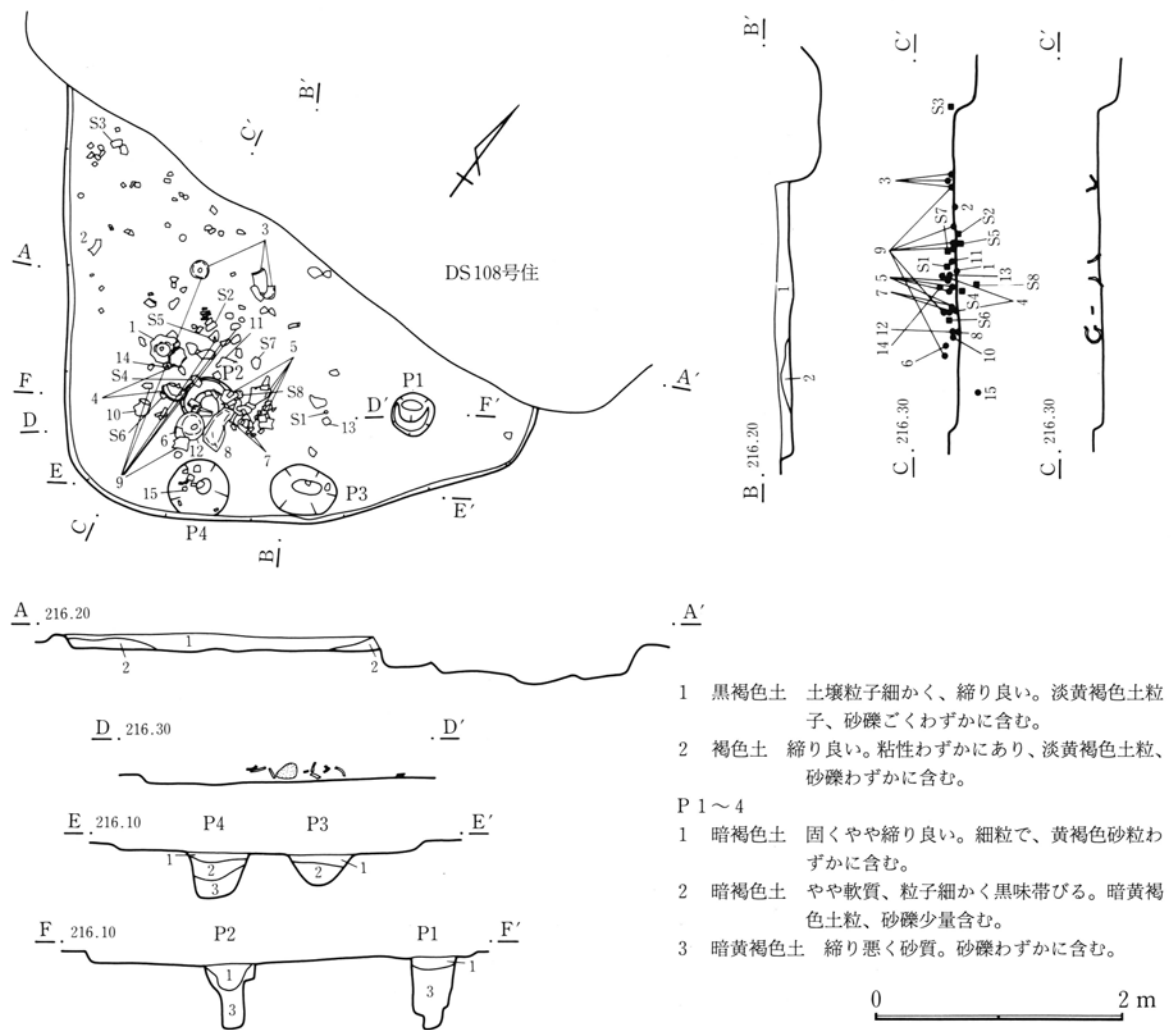 S3
B′
C′
2
3
A
DS108号住
S2
S5
11
1
14
S7
5
P2
S4
S8
P1
A′
F
4
10
D′
F′
D
S6
S1
13
6
12
8
7
9
E
15
P3
E′
P4
C
B
B′
1
2
B . 216.20
C′
S3
3
2
S7
S2
S5
9
11
S1
1
13
5
S8
7
S4
4
S6
12
8
14
10
6
15
C . 216.30
C′
C . 216.30
A . 216.20
A′
1
2
2
D . 216.30
D′
E . 216.10
P4
P3
E′
1
2
3
1
2
F . 216.10
P2
P1
F′
1
3
1
3
1 黒褐色土 土壌粒子細かく、締り良い。淡黄褐色土粒
子、砂礫ごくわずかに含む。
2 褐色土 締り良い。粘性わずかにあり、淡黄褐色土粒、
砂礫わずかに含む。
P 1～4
1 暗褐色土 固くやや締り良い。細粒で、黄褐色砂粒わ
ずかに含む。
2 暗褐色土 やや軟質、粒子細かく黒味帯びる。暗黄褐
色土粒、砂礫少量含む。
3 暗黄褐色土 締り悪く砂質。砂礫わずかに含む。
0 2 m